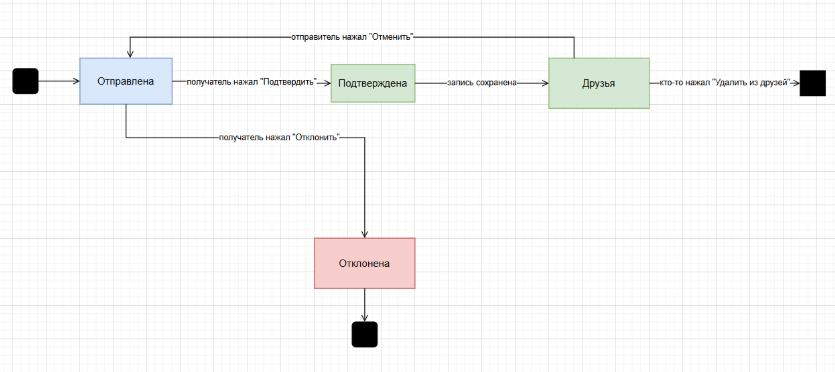 отправитель нажал "Отменить"
Отправлена
получатель нажал "Подтвердить"
Подтверждена
запись сохранена
Друзья
кто-то нажал "Удалить из друзей"
получатель нажал "Отклонить"
Отклонена